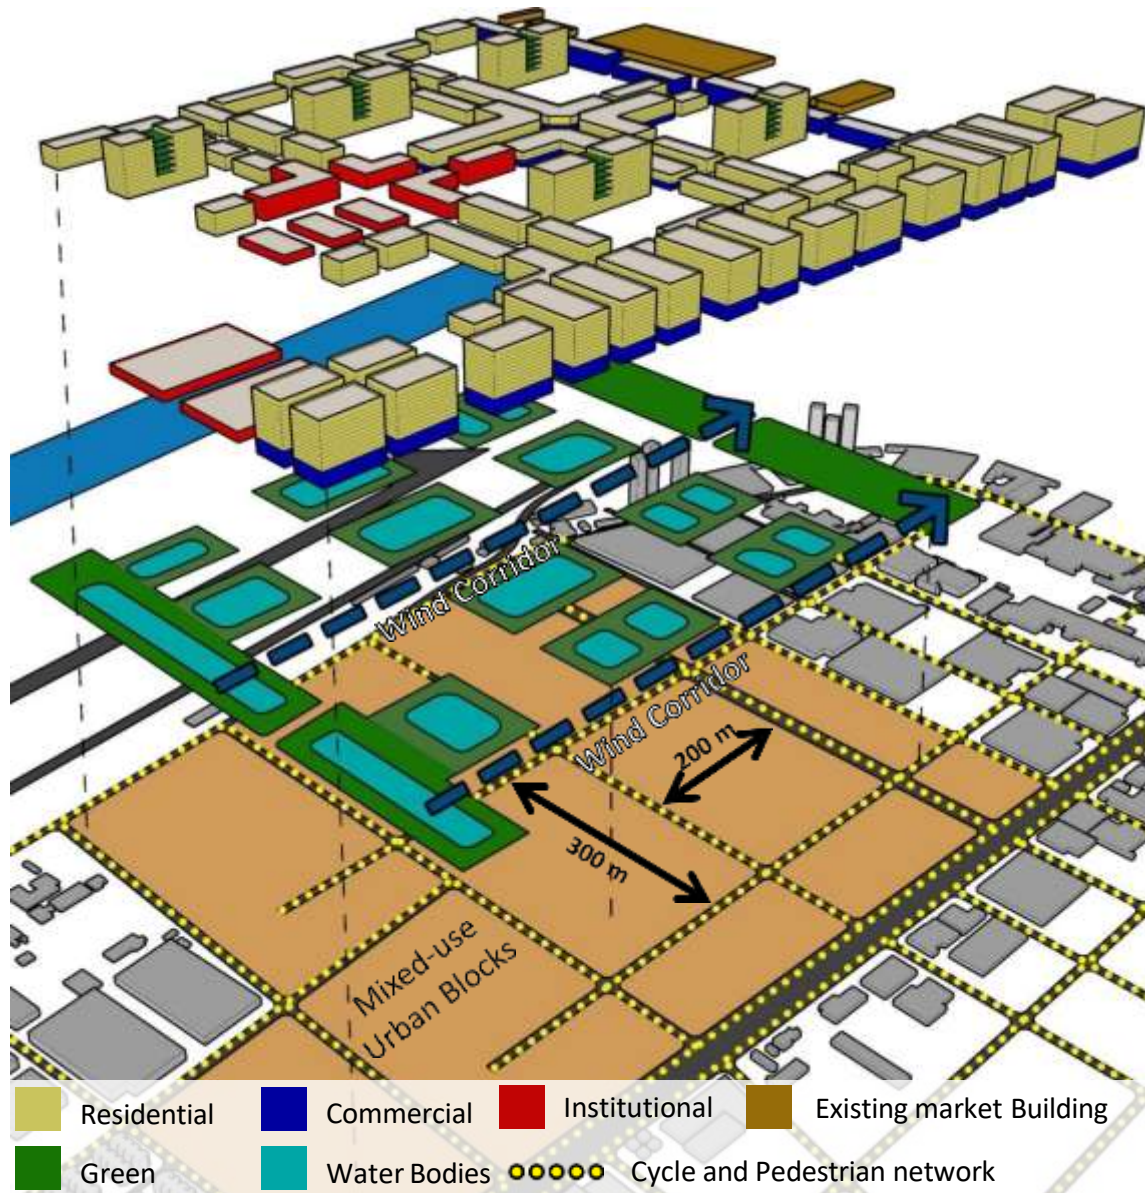 Wind Corridor
Wind Corridor
200 m
300 m
Mixed-use
Urban Blocks
Residential
Commercial
Institutional
Existing market Building
Green
Water Bodies
Cycle and Pedestrian network